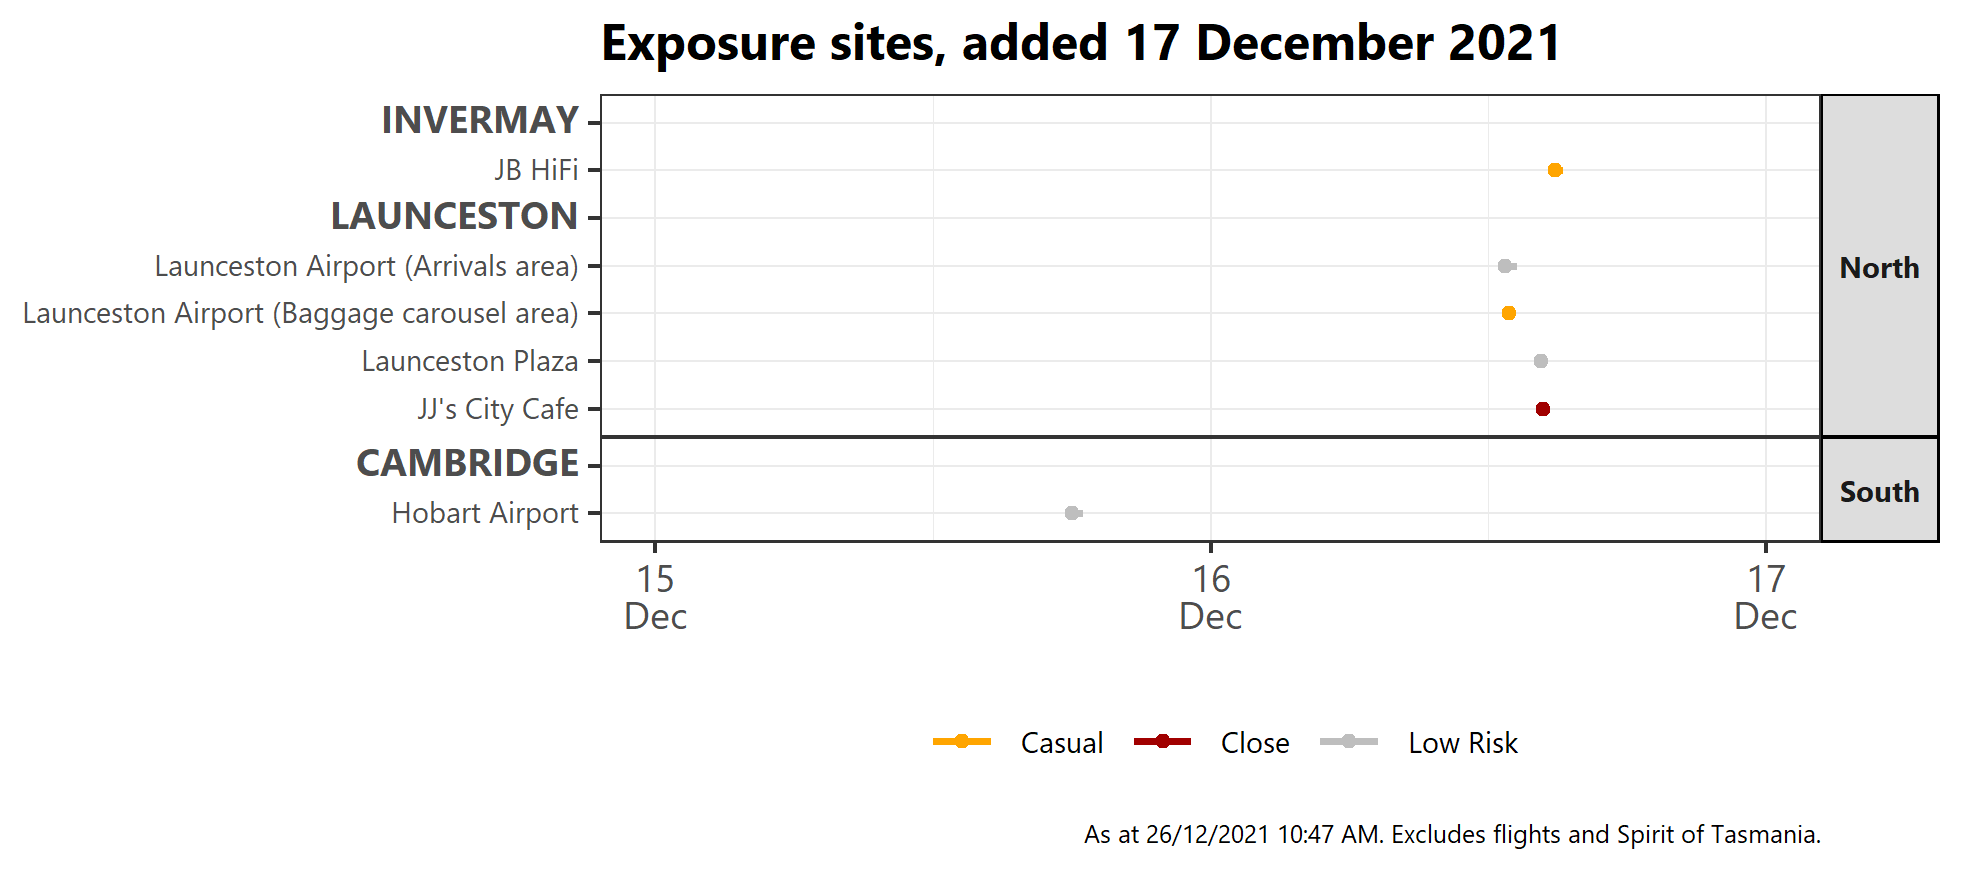 Exposure sites, added 17 December 2021
INVERMAY
JB HiFi
LAUNCESTON
Launceston Airport (Arrivals area)
Launceston Airport (Baggage carousel area)
Launceston Plaza
JJ's City Cafe
North
CAMBRIDGE
Hobart Airport
South
15
Dec
16
Dec
17
Dec
Casual
Close
Low Risk
As at 26/12/2021 10:47 AM. Excludes flights and Spirit of Tasmania.